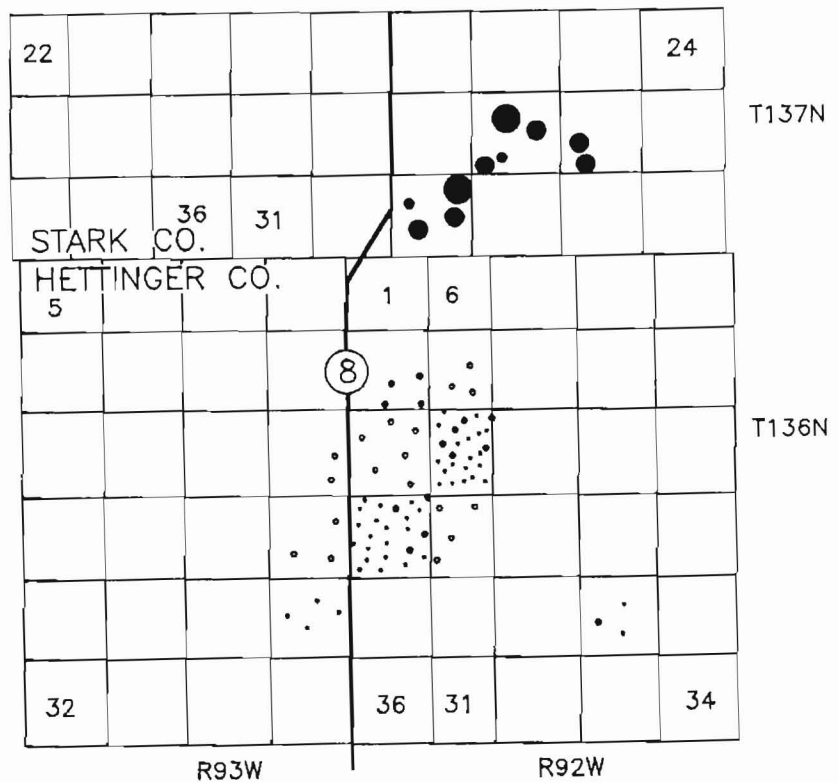 22
24
T137N
36
31
STARK CO.
HETTINGER CO.
5
1
6
8
T136N
32
36
31
34
R93W
R92W